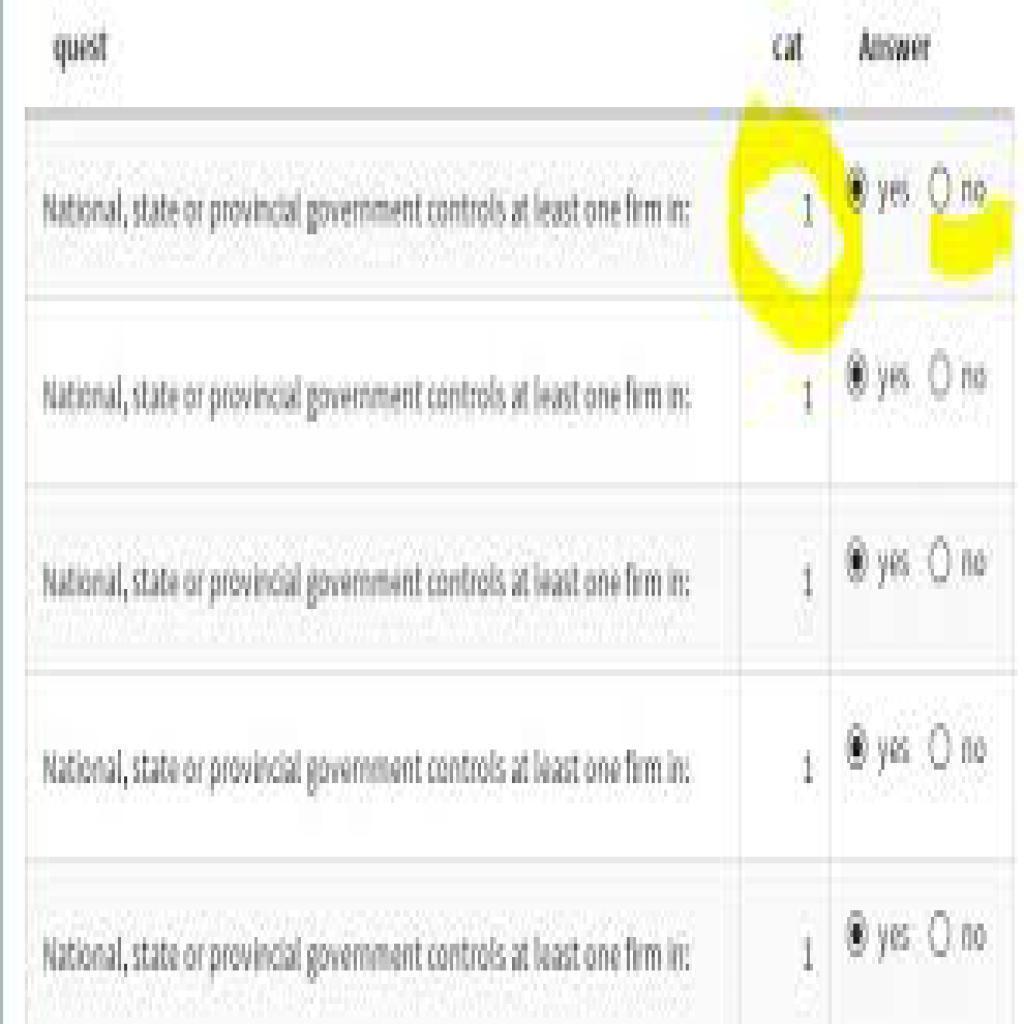 quest cat Answer
National, state or provincial government controls at least one firm in: 1 yes no
National, state or provincial government controls at least one firm in: 1 yes no
National, state or provincial government controls at least one firm in: 1 yes no
National, state or provincial government controls at least one firm in: 1 yes no
National, state or provincial government controls at least one firm in: 1 yes no